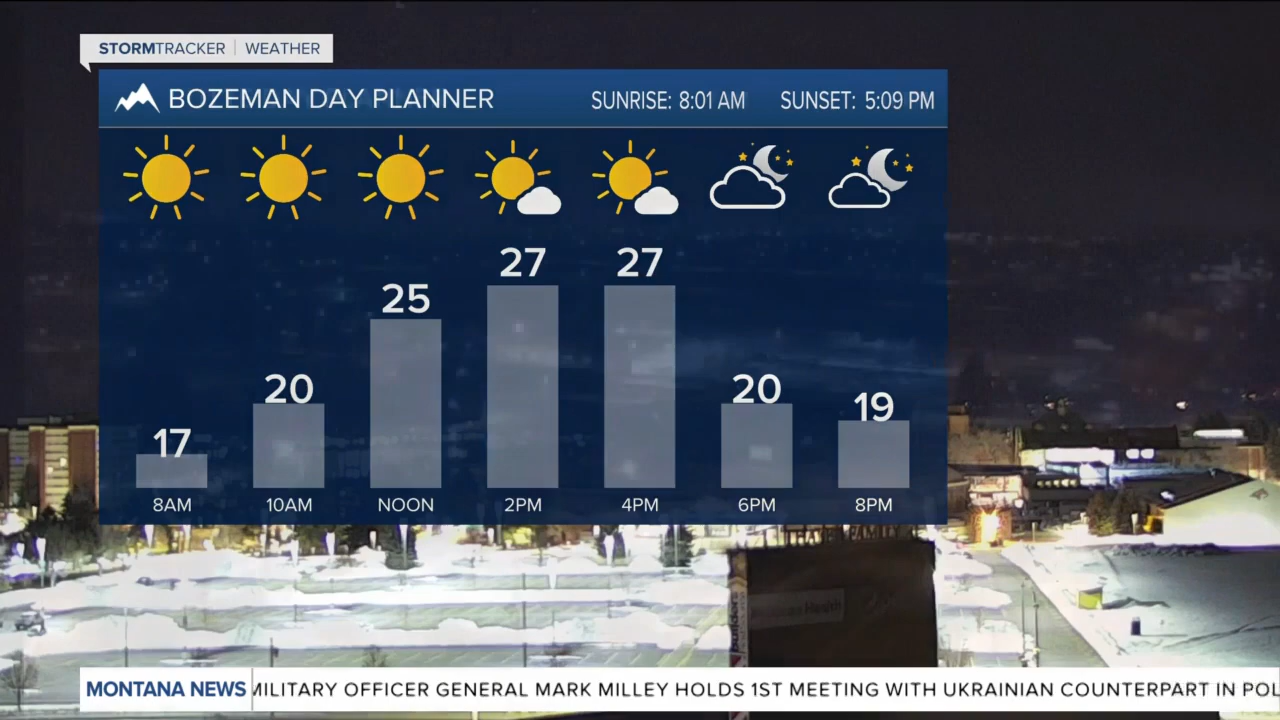 STORMTRACKER | WEATHER
BOZEMAN DAY PLANNER SUNRISE: 8:01 AM SUNSET: 5:09 PM
27 27
25
20 20
19
17
8AM 10AM NOON 2PM 4PM 6PM 8PM
MONTANA NEWS MILITARY OFFICER GENERAL MARK MILLEY HOLDS 1ST MEETING WITH UKRAINIAN COUNTERPART IN POL